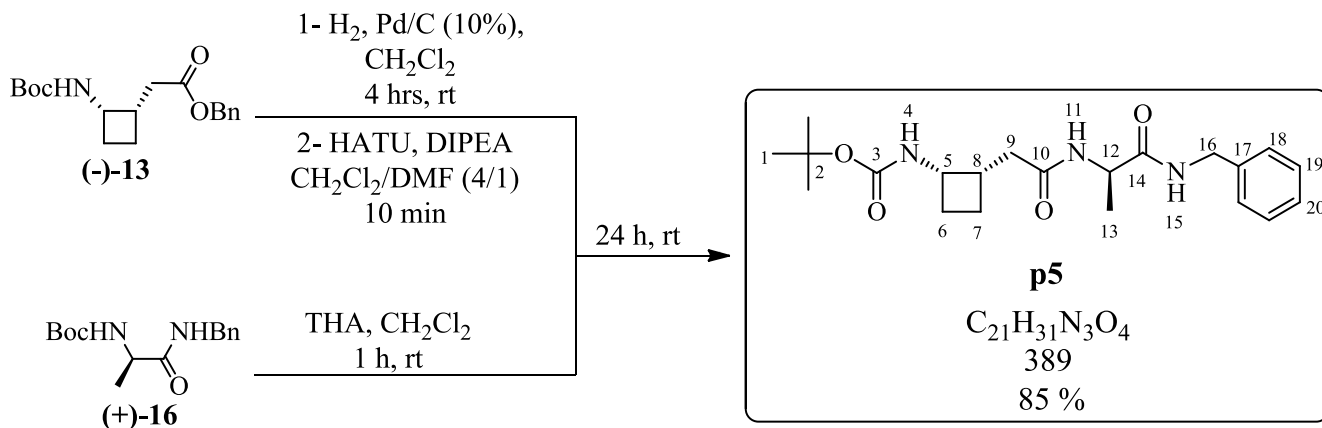 1- H₂, Pd/C (10%),
CH₂Cl₂
4 hrs, rt
BocHN
O
OBn
(-)-13
2- HATU, DIPEA
CH₂Cl₂/DMF (4/1)
10 min
24 h, rt
BocHN
NHBn
O
(+)-16
THA, CH₂Cl₂
1 h, rt
1
2
O
3
O
4
H
N
5
6
7
8
9
10
O
11
H
N
12
13
O
14
N
H
15
16
17
18
19
20
p5
C₂₁H₃₁N₃O₄
389
85 %